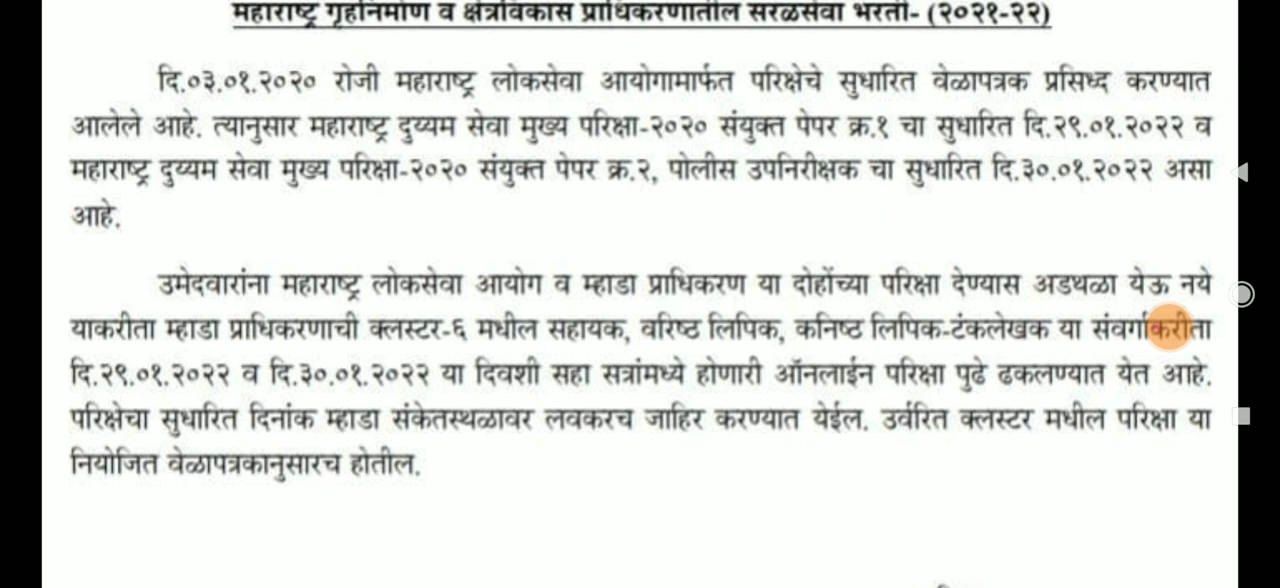 महाराष्ट्र गृहनिर्माण व क्षेत्रविकास प्राधिकरणातील सरळसेवा भरती- (२०२१-२२)
दि.०३.०१.२०२० रोजी महाराष्ट्र लोकसेवा आयोगामार्फत परिक्षेचे सुधारित वेळापत्रक प्रसिध्द करण्यात
आलेले आहे. त्यानुसार महाराष्ट्र दुय्यम सेवा मुख्य परिक्षा-२०२० संयुक्त पेपर क्र.१ चा सुधारित दि.२९.०१.२०२२ व
महाराष्ट्र दुय्यम सेवा मुख्य परिक्षा-२०२० संयुक्त पेपर क्र.२, पोलीस उपनिरीक्षक चा सुधारित दि.३०.०१.२०२२ असा
आहे.
उमेदवारांना महाराष्ट्र लोकसेवा आयोग व म्हाडा प्राधिकरण या दोहोंच्या परिक्षा देण्यास अडथळा येऊ नये
याकरीता म्हाडा प्राधिकरणाची क्लस्टर-६ मधील सहायक, वरिष्ठ लिपिक, कनिष्ठ लिपिक-टंकलेखक या संवर्गाकरीता
दि.२९.०१.२०२२ व दि.३०.०१.२०२२ या दिवशी सहा सत्रांमध्ये होणारी ऑनलाईन परिक्षा पुढे ढकलण्यात येत आहे.
परिक्षेचा सुधारित दिनांक म्हाडा संकेतस्थळावर लवकरच जाहिर करण्यात येईल. उर्वरित क्लस्टर मधील परिक्षा या
नियोजित वेळापत्रकानुसारच होतील.